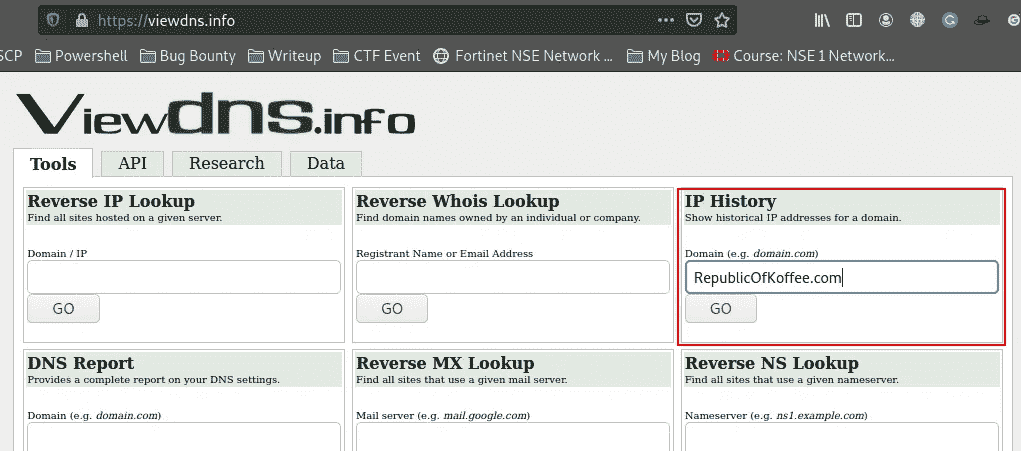 https://viewdns.info
SCP Powershell Bug Bounty Writeup CTF Event Fortinet NSE Network ... My Blog Course: NSE 1 Network...
Viewdns.info
Tools API Research Data
Reverse IP Lookup
Find all sites hosted on a given server.
Domain / IP
GO
Reverse Whois Lookup
Find domain names owned by an individual or company.
Registrant Name or Email Address
GO
IP History
Show historical IP addresses for a domain.
Domain (e.g. domain.com)
RepublicOfKoffee.com
GO
DNS Report
Provides a complete report on your DNS settings.
Domain (e.g. domain.com)
Reverse MX Lookup
Find all sites that use a given mail server.
Mail server (e.g. mail.google.com)
Reverse NS Lookup
Find all sites that use a given nameserver.
Nameserver (e.g. ns1.example.com)